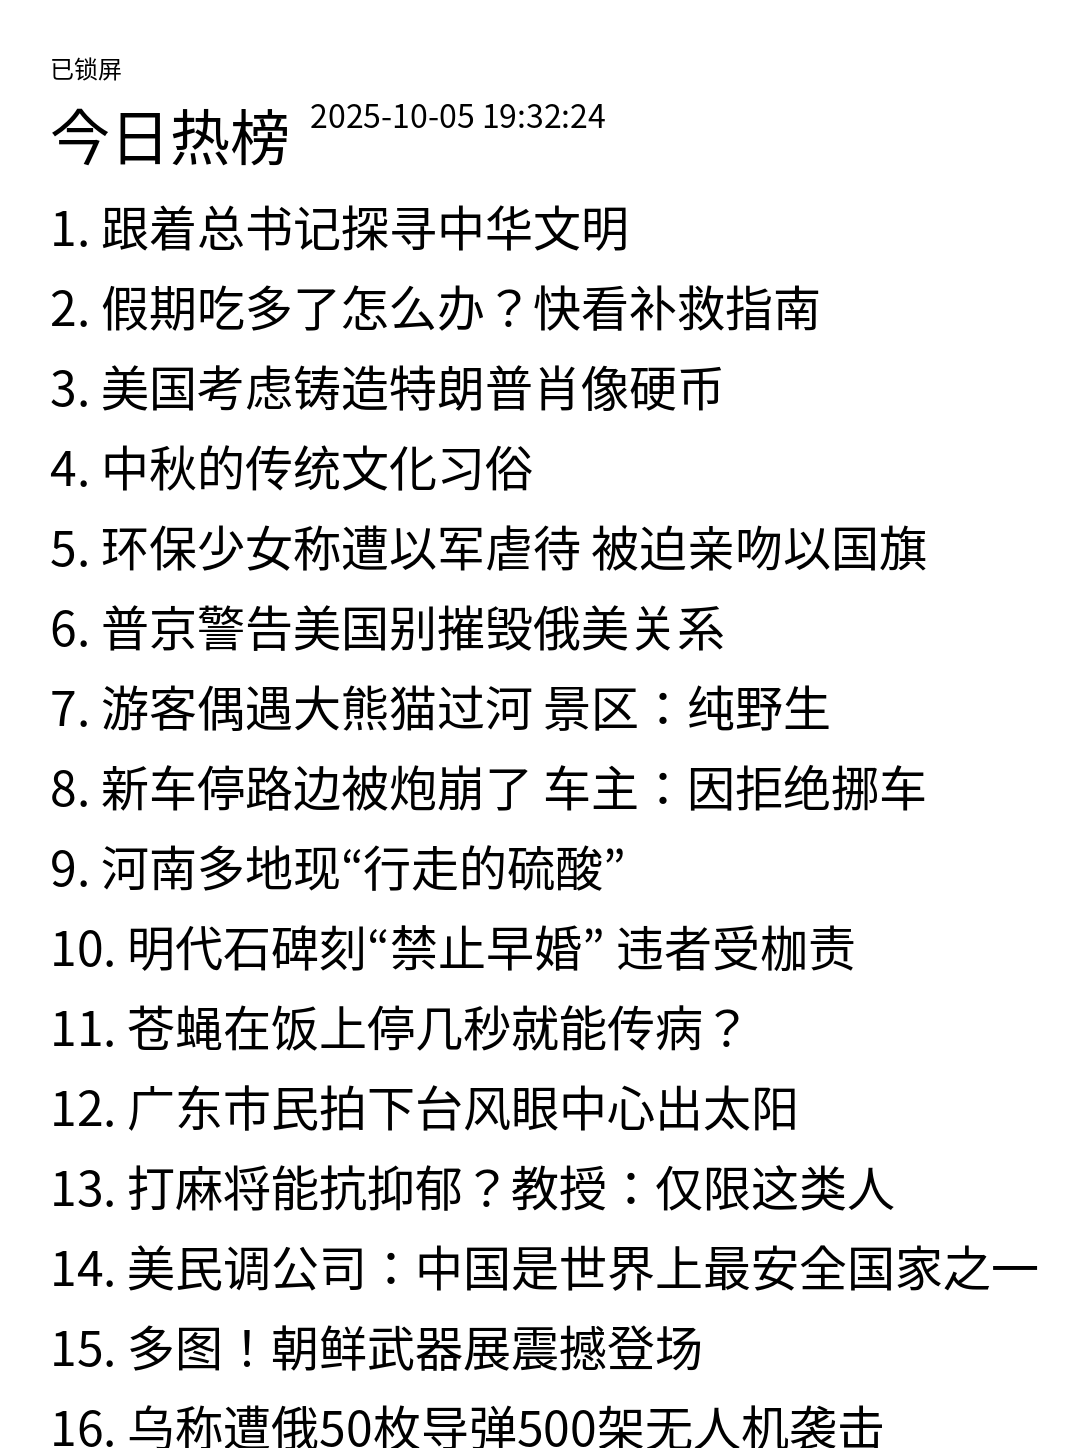 已锁屏
今日热榜 2025-10-05 19:32:24
1. 跟着总书记探寻中华文明
2. 假期吃多了怎么办？快看补救指南
3. 美国考虑铸造特朗普肖像硬币
4. 中秋的传统文化习俗
5. 环保少女称遭以军虐待 被迫亲吻以国旗
6. 普京警告美国别摧毁俄美关系
7. 游客偶遇大熊猫过河 景区：纯野生
8. 新车停路边被炮崩了 车主：因拒绝挪车
9. 河南多地现“行走的硫酸”
10. 明代石碑刻“禁止早婚” 违者受枷责
11. 苍蝇在饭上停几秒就能传病？
12. 广东市民拍下台风眼中心出太阳
13. 打麻将能抗抑郁？教授：仅限这类人
14. 美民调公司：中国是世界上最安全国家之一
15. 多图！朝鲜武器展震撼登场
16. 乌称遭俄50枚导弹500架无人机袭击